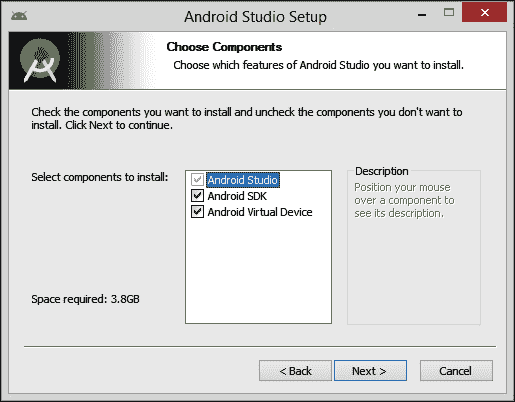 Android Studio Setup
Choose Components
Choose which features of Android Studio you want to install.
Check the components you want to install and uncheck the components you don't want to
install. Click Next to continue.
Select components to install:
Android Studio
Android SDK
Android Virtual Device
Description
Position your mouse
over a component to
see its description.
Space required: 3.8GB
< Back
Next >
Cancel